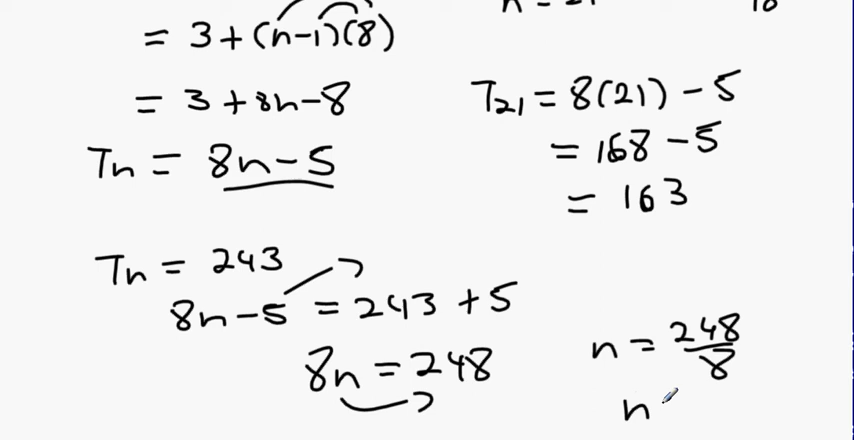 = 3 + (n-1)(8)
= 3 + 8n - 8
Tn = 8n - 5
T21 = 8(21) - 5
= 168 - 5
= 163
Tn = 243
8n - 5 = 243 + 5
8n = 248
n = 248/8
n